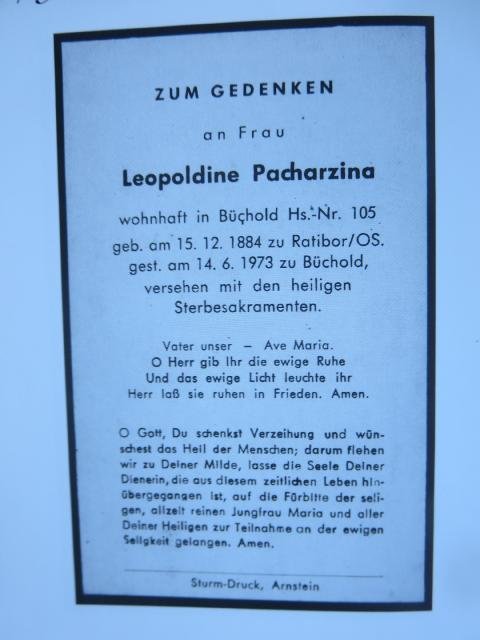 ZUM GEDENKEN
an Frau
Leopoldine Pacharzina
wohnhaft in Büchold Hs.-Nr. 105
geb. am 15. 12. 1884 zu Ratibor/OS.
gest. am 14. 6. 1973 zu Büchold,
versehen mit den heiligen
Sterbesakramenten.
Vater unser — Ave Maria.
O Herr gib Ihr die ewige Ruhe
Und das ewige Licht leuchte ihr
Herr laß sie ruhen in Frieden. Amen.
O Gott, Du schenkst Verzeihung und wün-
schest das Heil der Menschen; darum flehen
wir zu Deiner Milde, lasse die Seele Deiner
Dienerin, die aus diesem zeitlichen Leben hin-
übergegangen ist, auf die Fürbitte der seli-
gen, allzeit reinen Jungfrau Maria und aller
Deiner Heiligen zur Teilnahme an der ewigen
Seligkeit gelangen. Amen.
Sturm-Druck, Arnstein